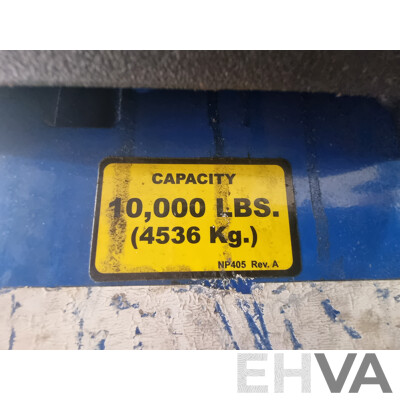 CAPACITY
10,000 LBS.
(4536 Kg.)
NP405 Rev. A
EHVA